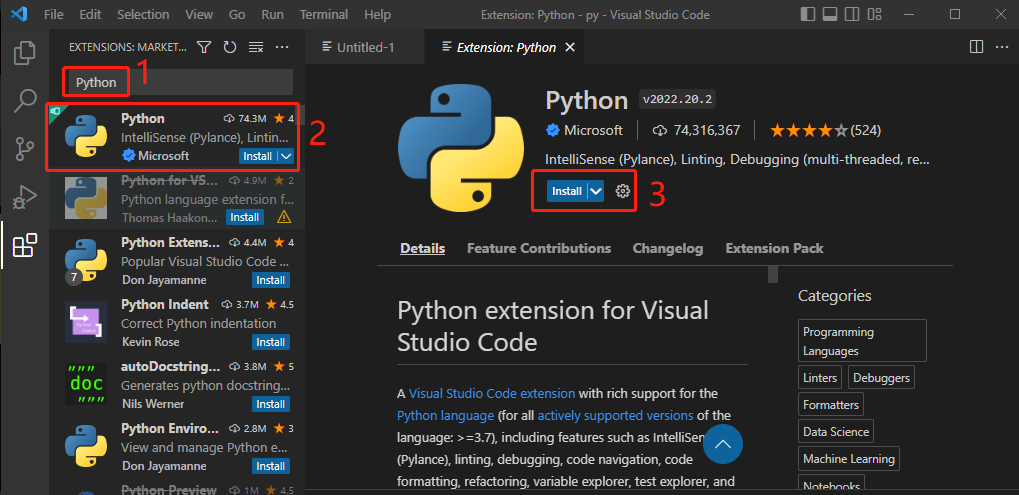 File Edit Selection View Go Run Terminal Help Extension: Python - py - Visual Studio Code
EXTENSIONS: MARKET... ...
Untitled-1
Extension: Python
1
Python
Python 74.3M 4
IntelliSense (Pylance), Lintin...
Microsoft Install
2
Python for VS... 4.9M 2
Python language extension f...
Thomas Haakon... Install
Python Exten... 4.4M 4
Popular Visual Studio Code ...
7
Don Jayamanne Install
Python Indent 3.7M 4.5
Correct Python indentation
Kevin Rose Install
autoDocstring... 3.8M 5
Generates python docstring...
"""
doc
"""
Nils Werner Install
Python Enviro... 2.8M 3
View and manage Python e...
Don Jayamanne Install
Python Preview 1M 4.5
Python v2022.20.2
Microsoft 74,316,367 (524)
IntelliSense (Pylance), Linting, Debugging (multi-threaded, re...
Install
3
Details Feature Contributions Changelog Extension Pack
Python extension for Visual
Studio Code
A Visual Studio Code extension with rich support for the
Python language (for all actively supported versions of the
language: >=3.7), including features such as IntelliSen
(Pylance), linting, debugging, code navigation, code
formatting, refactoring, variable explorer, test explorer, and
Categories
Programming
Languages
Linters Debuggers
Formatters
Data Science
Machine Learning
Notebooks